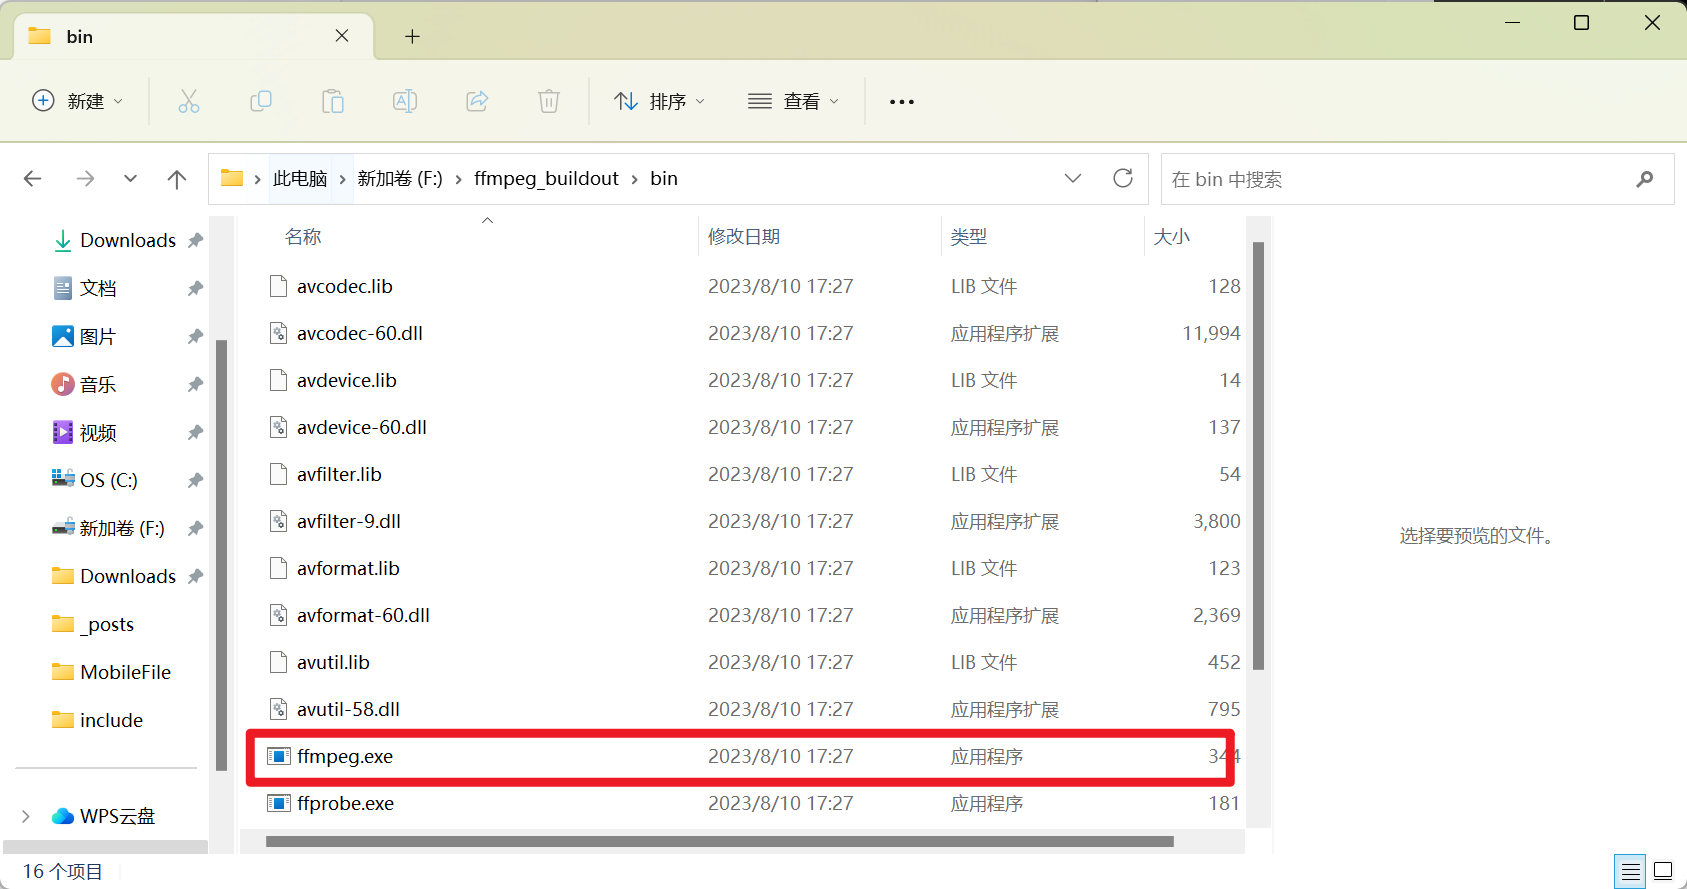 bin
新建
排序
查看
此电脑 › 新加卷 (F:) › ffmpeg_buildout › bin
在 bin 中搜索
Downloads
文档
图片
音乐
视频
OS (C:)
新加卷 (F:)
Downloads
_posts
MobileFile
include
WPS云盘
名称 修改日期 类型 大小
avcodec.lib 2023/8/10 17:27 LIB 文件 128
avcodec-60.dll 2023/8/10 17:27 应用程序扩展 11,994
avdevice.lib 2023/8/10 17:27 LIB 文件 14
avdevice-60.dll 2023/8/10 17:27 应用程序扩展 137
avfilter.lib 2023/8/10 17:27 LIB 文件 54
avfilter-9.dll 2023/8/10 17:27 应用程序扩展 3,800
avformat.lib 2023/8/10 17:27 LIB 文件 123
avformat-60.dll 2023/8/10 17:27 应用程序扩展 2,369
avutil.lib 2023/8/10 17:27 LIB 文件 452
avutil-58.dll 2023/8/10 17:27 应用程序扩展 795
ffmpeg.exe 2023/8/10 17:27 应用程序 344
ffprobe.exe 2023/8/10 17:27 应用程序 181
选择要预览的文件。
16 个项目